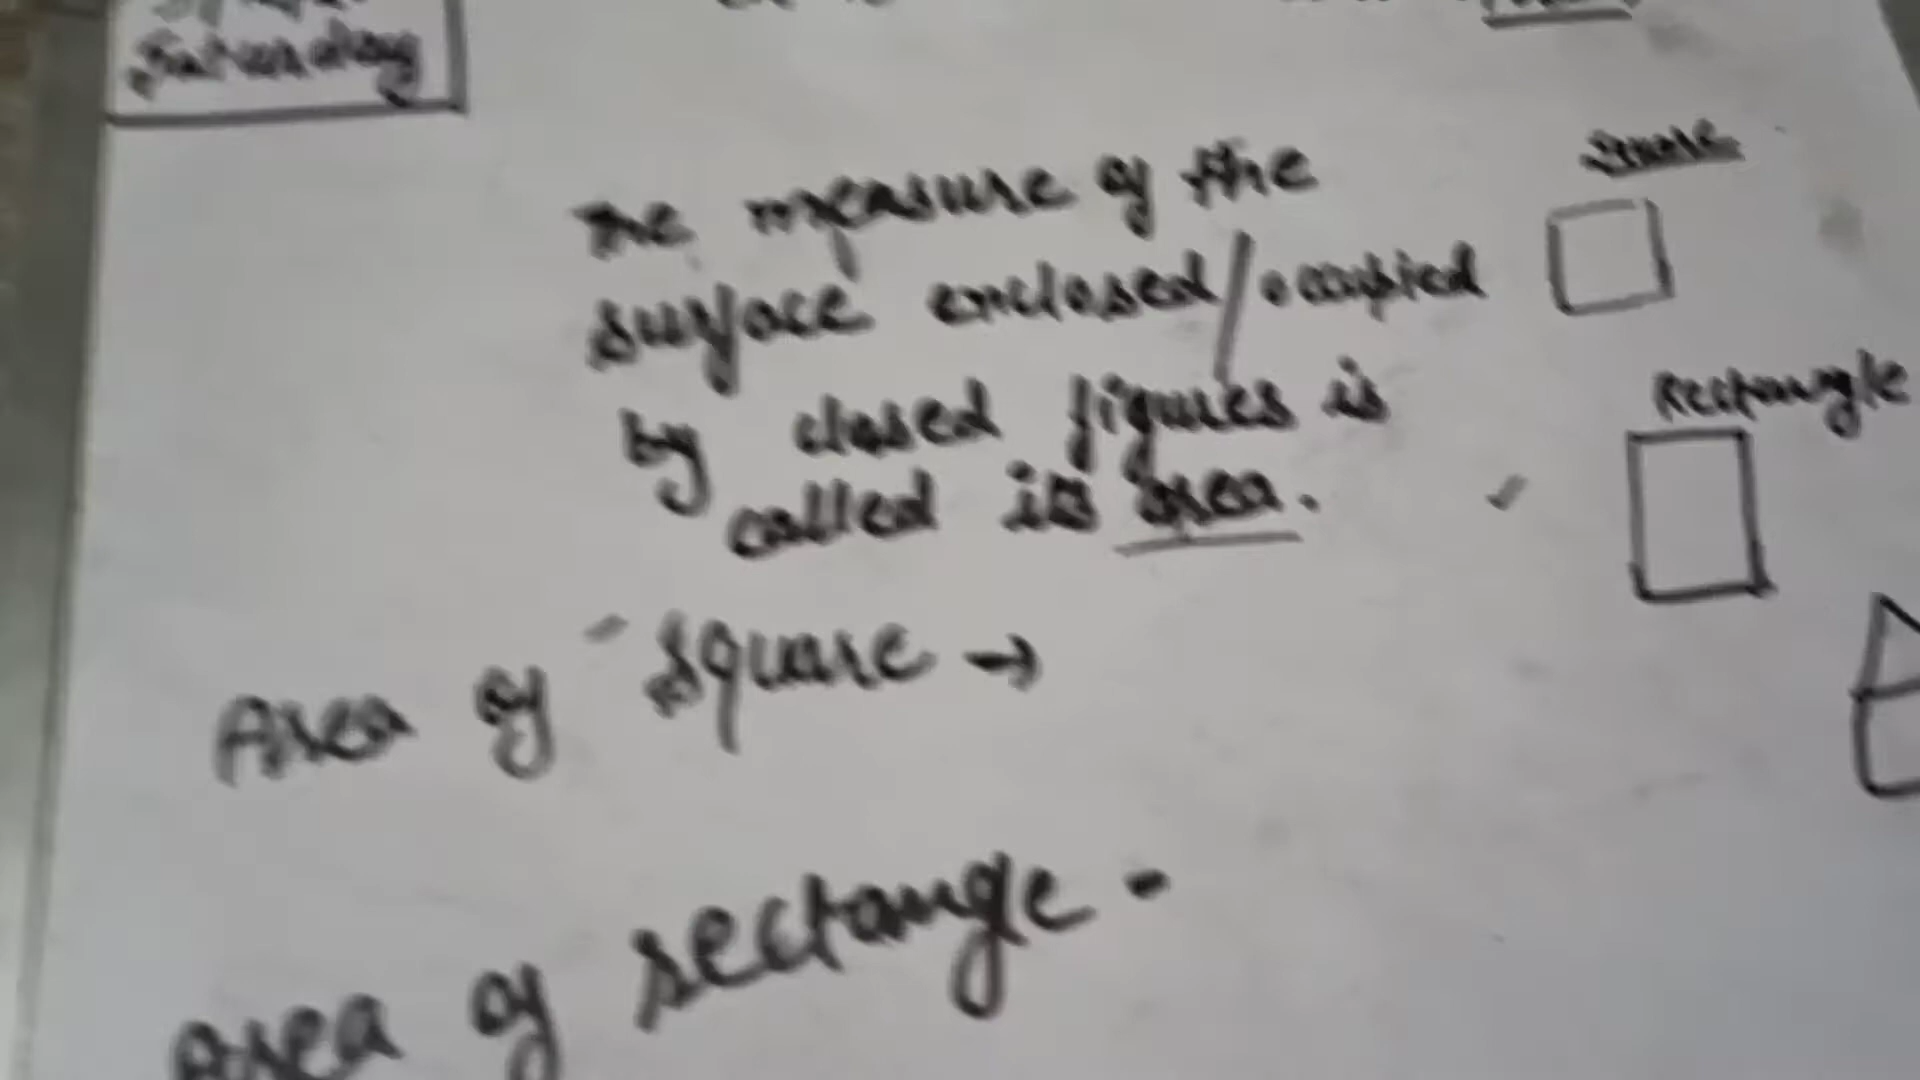 Saturday
The measure of the
surface enclosed/occupied
by closed figures is
called its area.
Square
Rectangle
Area of square →
Area of rectangle -